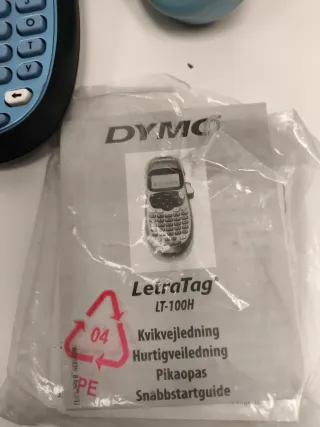 O
T
Y
DYMO
LetraTag®
LT-100H
04
PE
Kvikvejledning
Hurtigveiledning
Pikaopas
Snabbstartguide